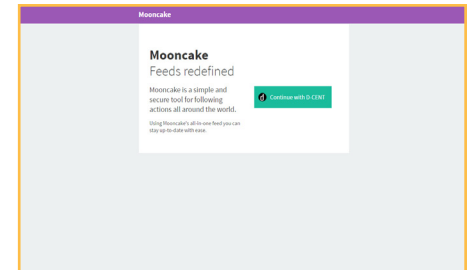 Mooncake
Mooncake
Feeds redefined
Mooncake is a simple and
secure tool for following
actions all around the world.
Using Mooncake's all-in-one feed you can
stay up-to-date with ease.
Continue with D-CENT